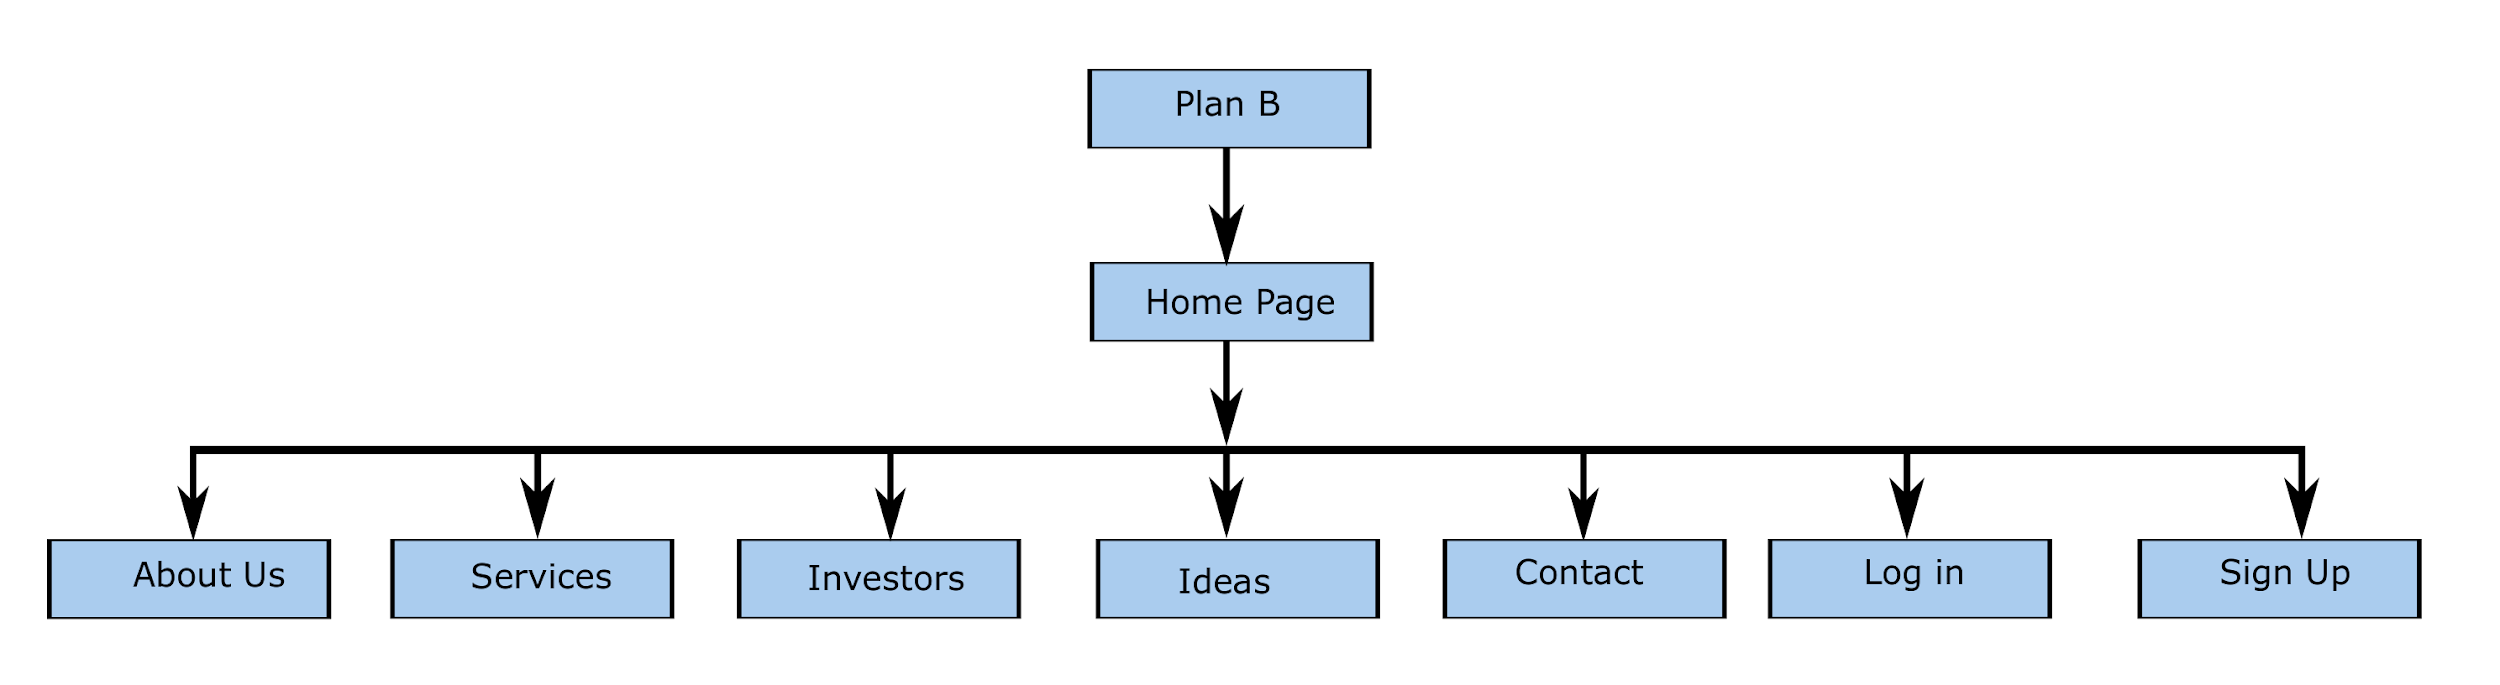 Plan B
Home Page
About Us
Services
Investors
Ideas
Contact
Log in
Sign Up